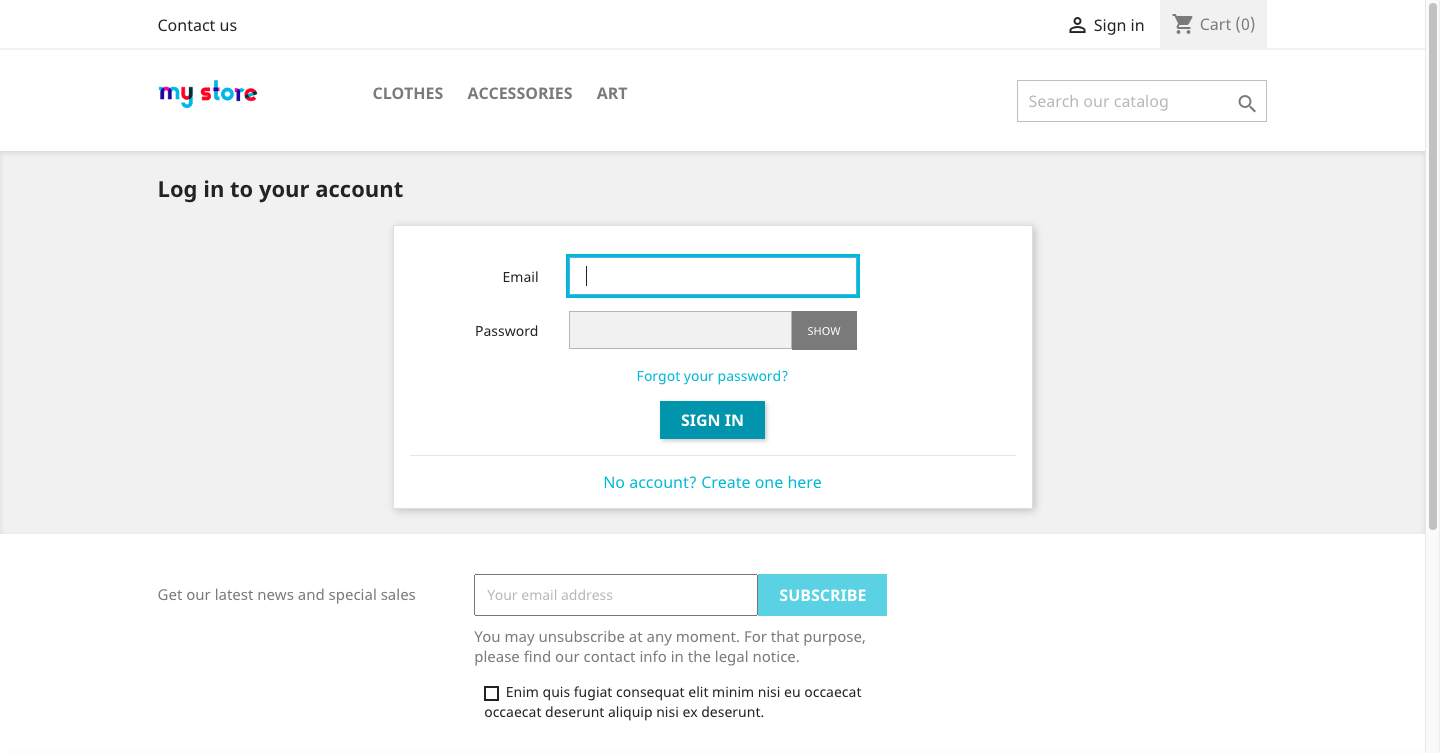 Contact us
Sign in
Cart (0)
my store
CLOTHES
ACCESSORIES
ART
Search our catalog
Log in to your account
Email
Password
SHOW
Forgot your password?
SIGN IN
No account? Create one here
Get our latest news and special sales
Your email address
SUBSCRIBE
You may unsubscribe at any moment. For that purpose,
please find our contact info in the legal notice.
Enim quis fugiat consequat elit minim nisi eu occaecat
occaecat deserunt aliquip nisi ex deserunt.